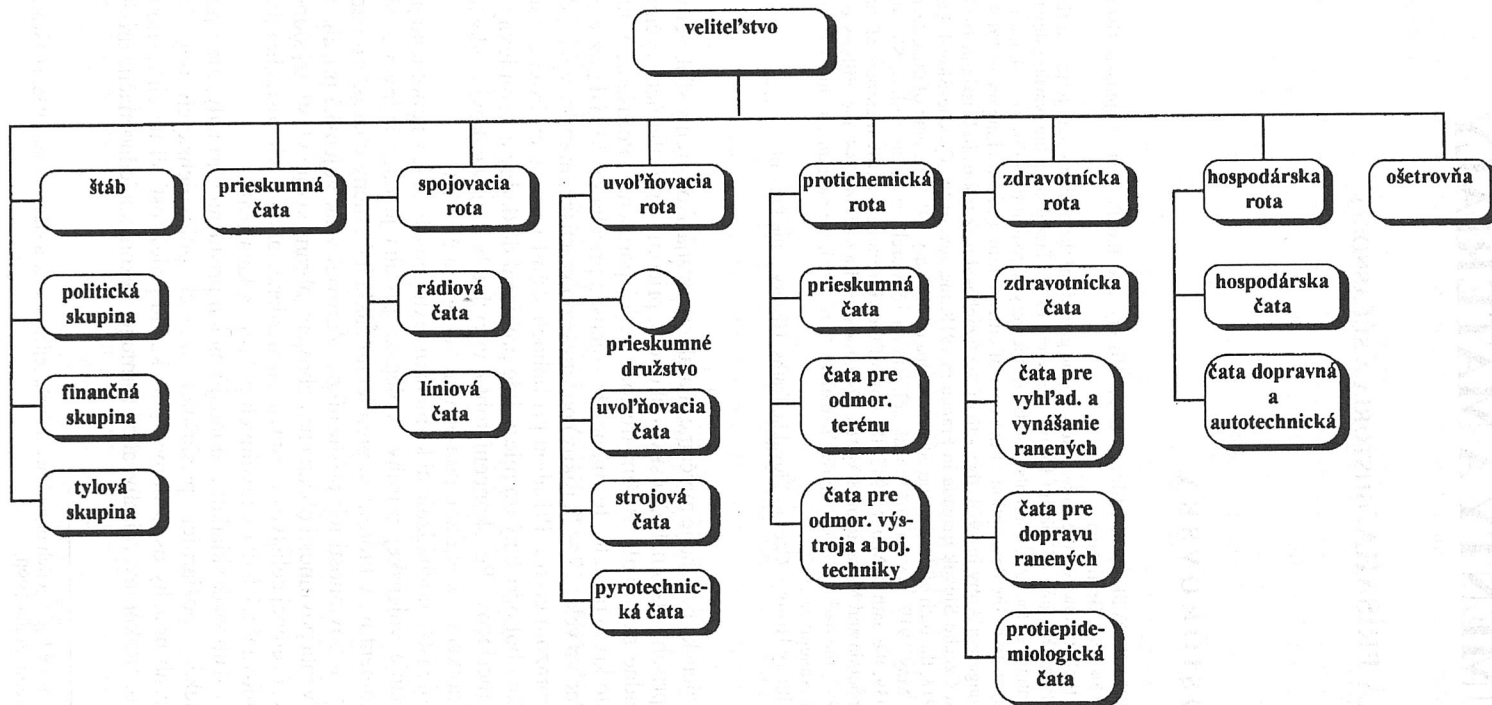 veliteľstvo
štáb
politická
skupina
finančná
skupina
tylová
skupina
prieskumná
čata
spojovacia
rota
rádiová
čata
líniová
čata
uvoľňovacia
rota
prieskumné
družstvo
uvoľňovacia
čata
strojová
čata
pyrotechnic-
ká čata
protichemická
rota
prieskumná
čata
čata pre
odmor.
terénu
čata pre
odmor. výs-
troja a boj.
techniky
zdravotnícka
rota
zdravotnícka
čata
čata pre
vyhľad. a
vynášanie
ranených
čata pre
dopravu
ranených
protiepide-
miologická
čata
hospodárska
rota
hospodárska
čata
čata dopravná
a
autotechnická
ošetrovňa